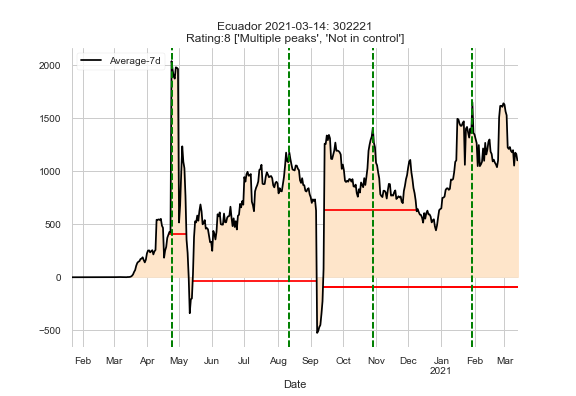 Ecuador 2021-03-14: 302221
Rating:8 ['Multiple peaks', 'Not in control']
Average-7d
2000
1500
1000
500
0
−500
Feb Mar Apr May Jun Jul Aug Sep Oct Nov Dec Jan Feb Mar
2021
Date